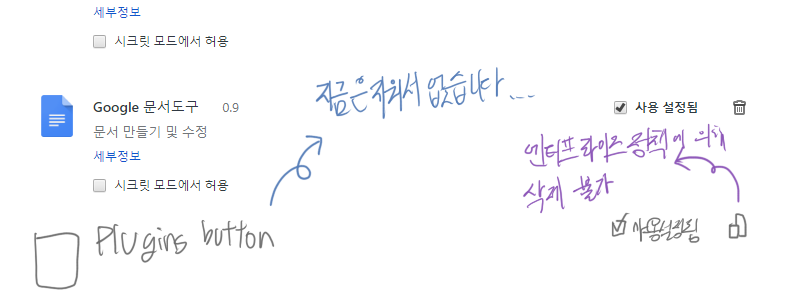 세부정보
시크릿 모드에서 허용
지금은 지워서 없습니다...
Google 문서도구 0.9 사용 설정됨
문서 만들기 및 수정
엔터프라이즈 정책에 의해
세부정보
삭제 불가
시크릿 모드에서 허용
Plugins button
사용설정됨